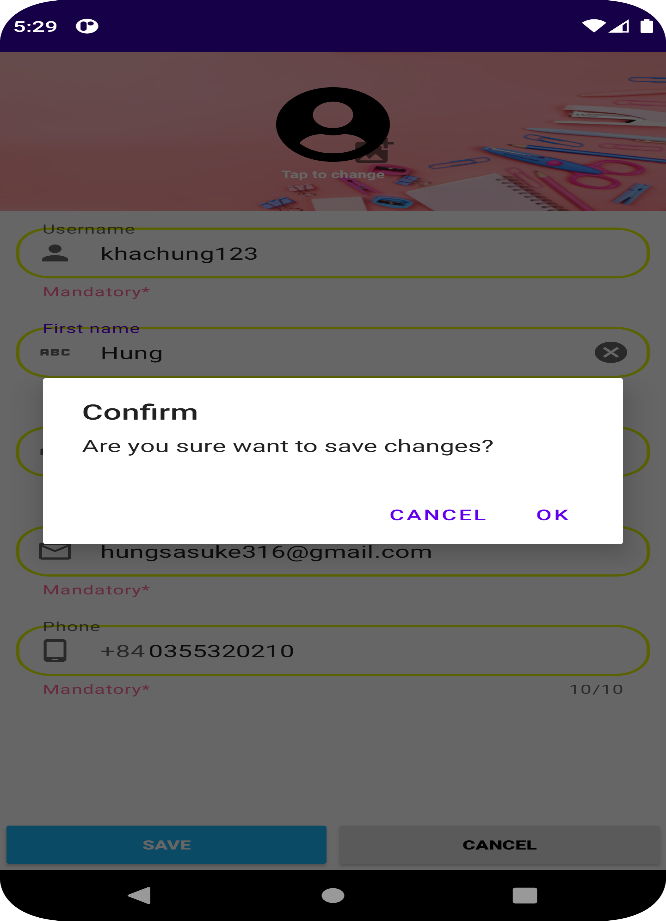 5:29
Tap to change
Username
khachung123
Mandatory*
First name
ABC
Hung
Confirm
Are you sure want to save changes?
CANCEL OK
hungsasuke316@gmail.com
Mandatory*
Phone
+84 0355320210
Mandatory* 10/10
SAVE CANCEL